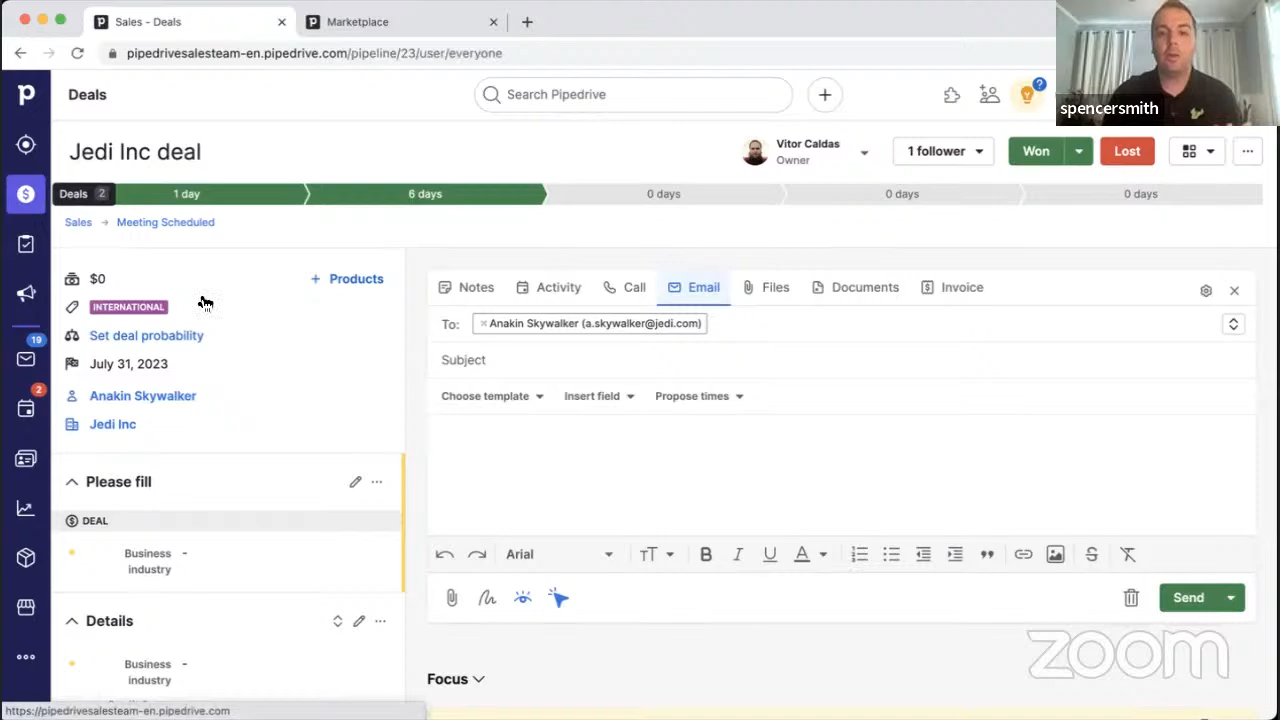 Sales - Deals
Marketplace
pipedrivesalesteam-en.pipedrive.com/pipeline/23/user/everyone
Deals
Search Pipedrive
?
spencersmith
Jedi Inc deal
Vitor Caldas
Owner
1 follower
Won
Lost
Deals 2
1 day
6 days
0 days
0 days
0 days
Sales → Meeting Scheduled
$0
+ Products
INTERNATIONAL
Set deal probability
July 31, 2023
Anakin Skywalker
Jedi Inc
Please fill
DEAL
Business industry -
Details
Business industry -
19
2
Notes
Activity
Call
Email
Files
Documents
Invoice
To: × Anakin Skywalker (a.skywalker@jedi.com)
Subject
Choose template
Insert field
Propose times
Arial
TT
B
I
U
A
S
Send
zoom
Focus
https://pipedrivesalesteam-en.pipedrive.com